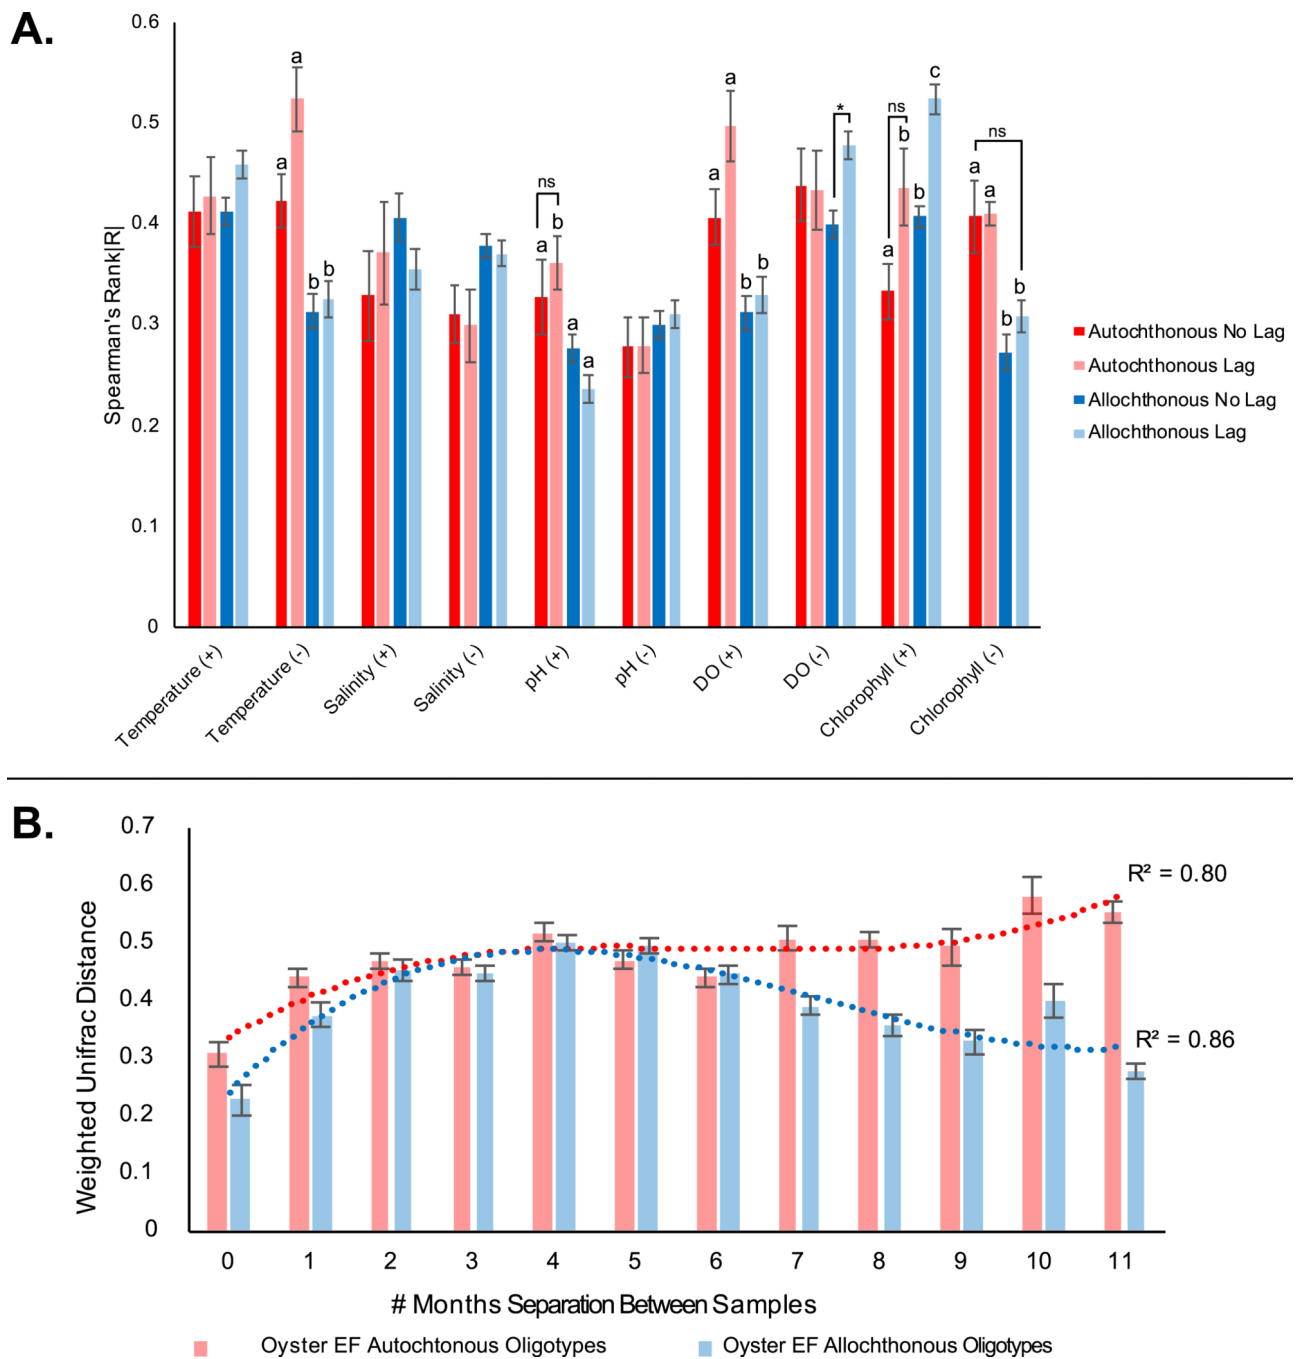 A.
0.6
0.5
0.4
0.3
0.2
0.1
0
Spearman's Rank|R|
a
a
b
b
ns
a
b
a
a
a
a
b
b
*
ns
a
b
b
c
ns
a
a
b
b
Temperature (+)
Temperature (-)
Salinity (+)
Salinity (-)
pH (+)
pH (-)
DO (+)
DO (-)
Chlorophyll (+)
Chlorophyll (-)
Autochthonous No Lag
Autochthonous Lag
Allochthonous No Lag
Allochthonous Lag
B.
0.7
0.6
0.5
0.4
0.3
0.2
0.1
0
Weighted Unifrac Distance
R² = 0.80
R² = 0.86
0 1 2 3 4 5 6 7 8 9 10 11
# Months Separation Between Samples
Oyster EF Autochtonous Oligotypes
Oyster EF Allochthonous Oligotypes